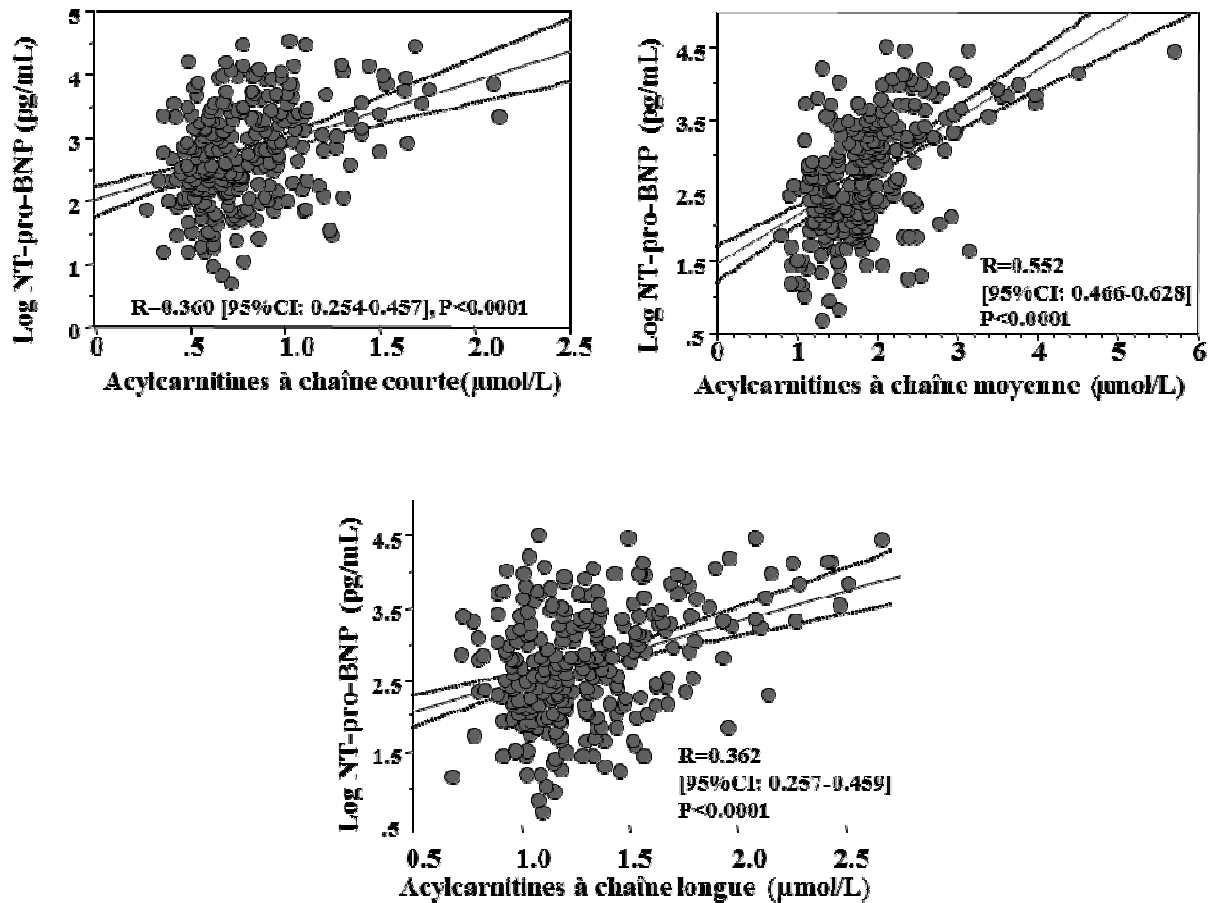 Log NT-pro-BNP (pg/mL)
5
4
3
2
1
0
R=0.360 [95%CI: 0.254-0.457], P<0.0001
0 .5 1.0 1.5 2.0 2.5
Acylcarnitines à chaîne courte(µmol/L)
Log NT-pro-BNP (pg/mL)
4.5
3.5
2.5
1.5
.5
R=0.552
[95%CI: 0.466-0.628]
P<0.0001
0 1 2 3 4 5 6
Acylcarnitines à chaîne moyenne (µmol/L)
Log NT-pro-BNP (pg/mL)
4.5
3.5
2.5
1.5
.5
R=0.362
[95%CI: 0.257-0.459]
P<0.0001
0.5 1.0 1.5 2.0 2.5
Acylcarnitines à chaîne longue (µmol/L)